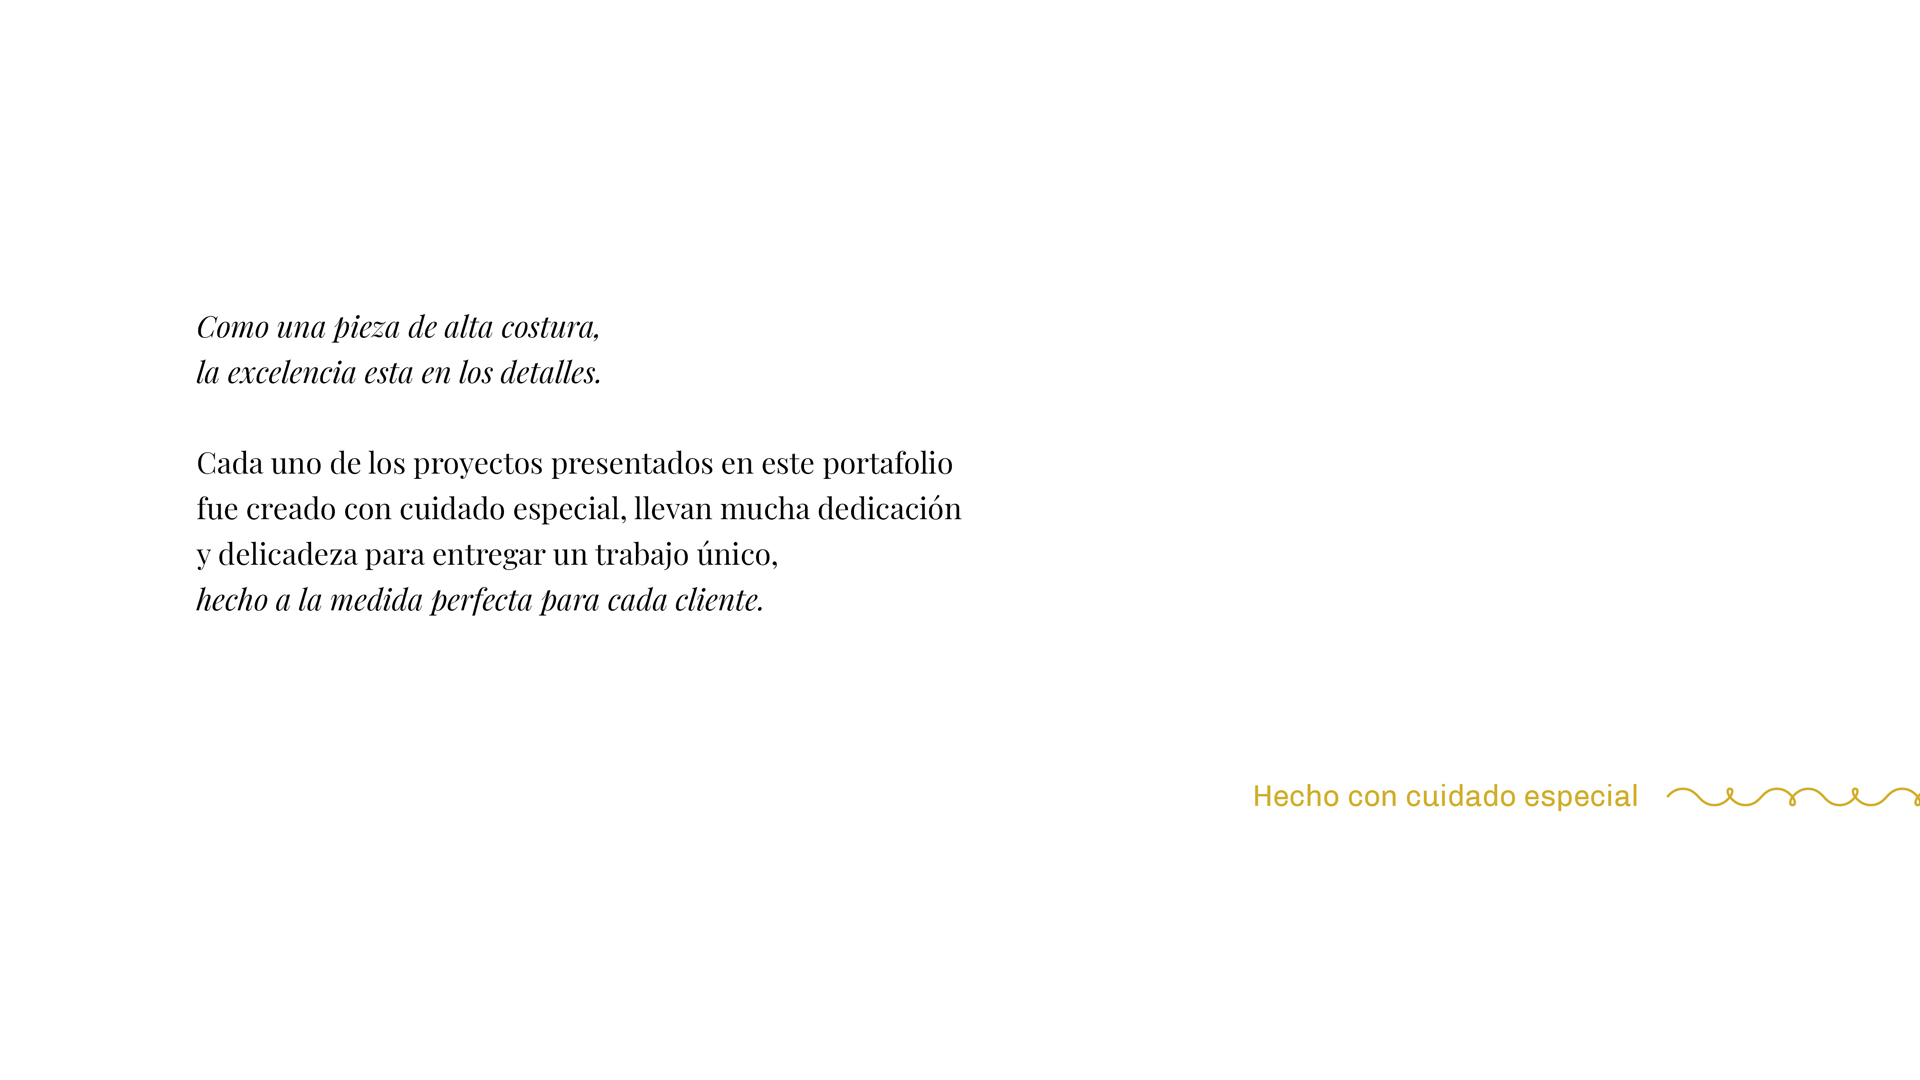 Como una pieza de alta costura,
la excelencia esta en los detalles.
Cada uno de los proyectos presentados en este portafolio
fue creado con cuidado especial, llevan mucha dedicación
y delicadeza para entregar un trabajo único,
hecho a la medida perfecta para cada cliente.
Hecho con cuidado especial